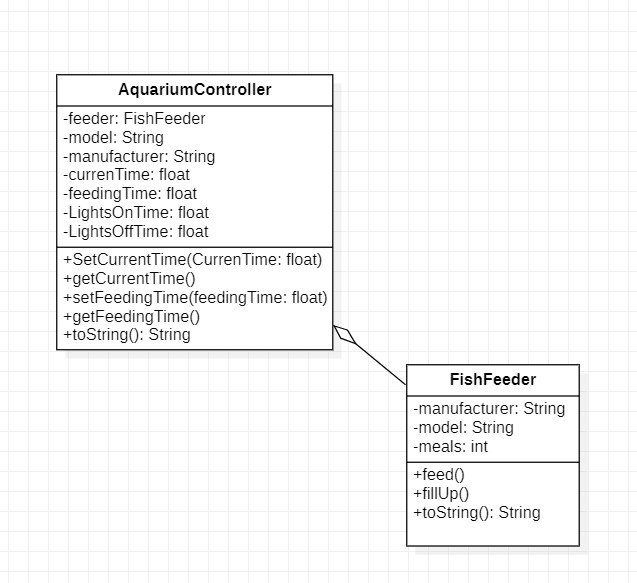 AquariumController
-feeder: FishFeeder
-model: String
-manufacturer: String
-currenTime: float
-feedingTime: float
-LightsOnTime: float
-LightsOffTime: float
+SetCurrentTime(CurrenTime: float)
+getCurrentTime()
+setFeedingTime(feedingTime: float)
+getFeedingTime()
+toString(): String
FishFeeder
-manufacturer: String
-model: String
-meals: int
+feed()
+fillUp()
+toString(): String